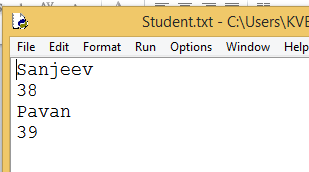 Student.txt - C:\Users\KVE
File Edit Format Run Options Window Help
Sanjeev
38
Pavan
39